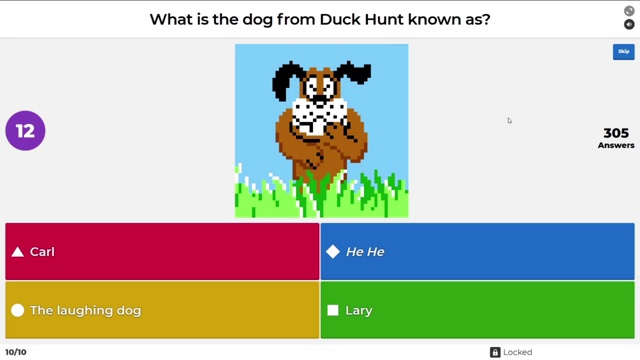 What is the dog from Duck Hunt known as?
Skip
12
305
Answers
Carl
He He
The laughing dog
Lary
10/10
Locked